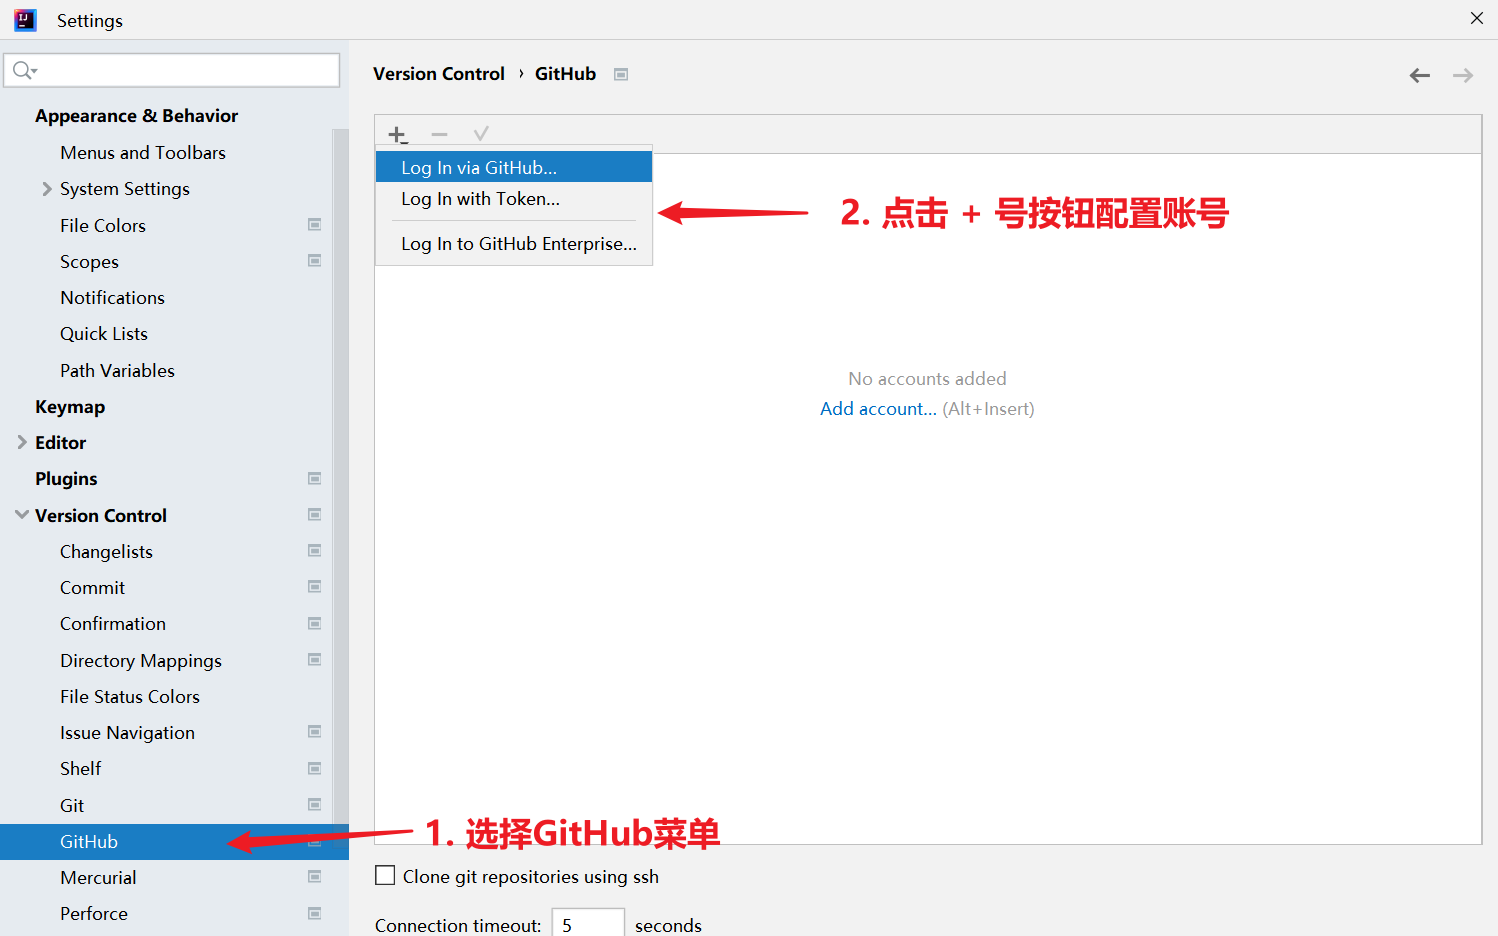 Settings
Version Control › GitHub
Appearance & Behavior
Menus and Toolbars
System Settings
File Colors
Scopes
Notifications
Quick Lists
Path Variables
Keymap
Editor
Plugins
Version Control
Changelists
Commit
Confirmation
Directory Mappings
File Status Colors
Issue Navigation
Shelf
Git
GitHub
Mercurial
Perforce
Log In via GitHub...
Log In with Token...
Log In to GitHub Enterprise...
2. 点击 + 号按钮配置账号
No accounts added
Add account... (Alt+Insert)
1. 选择GitHub菜单
Clone git repositories using ssh
Connection timeout: 5 seconds